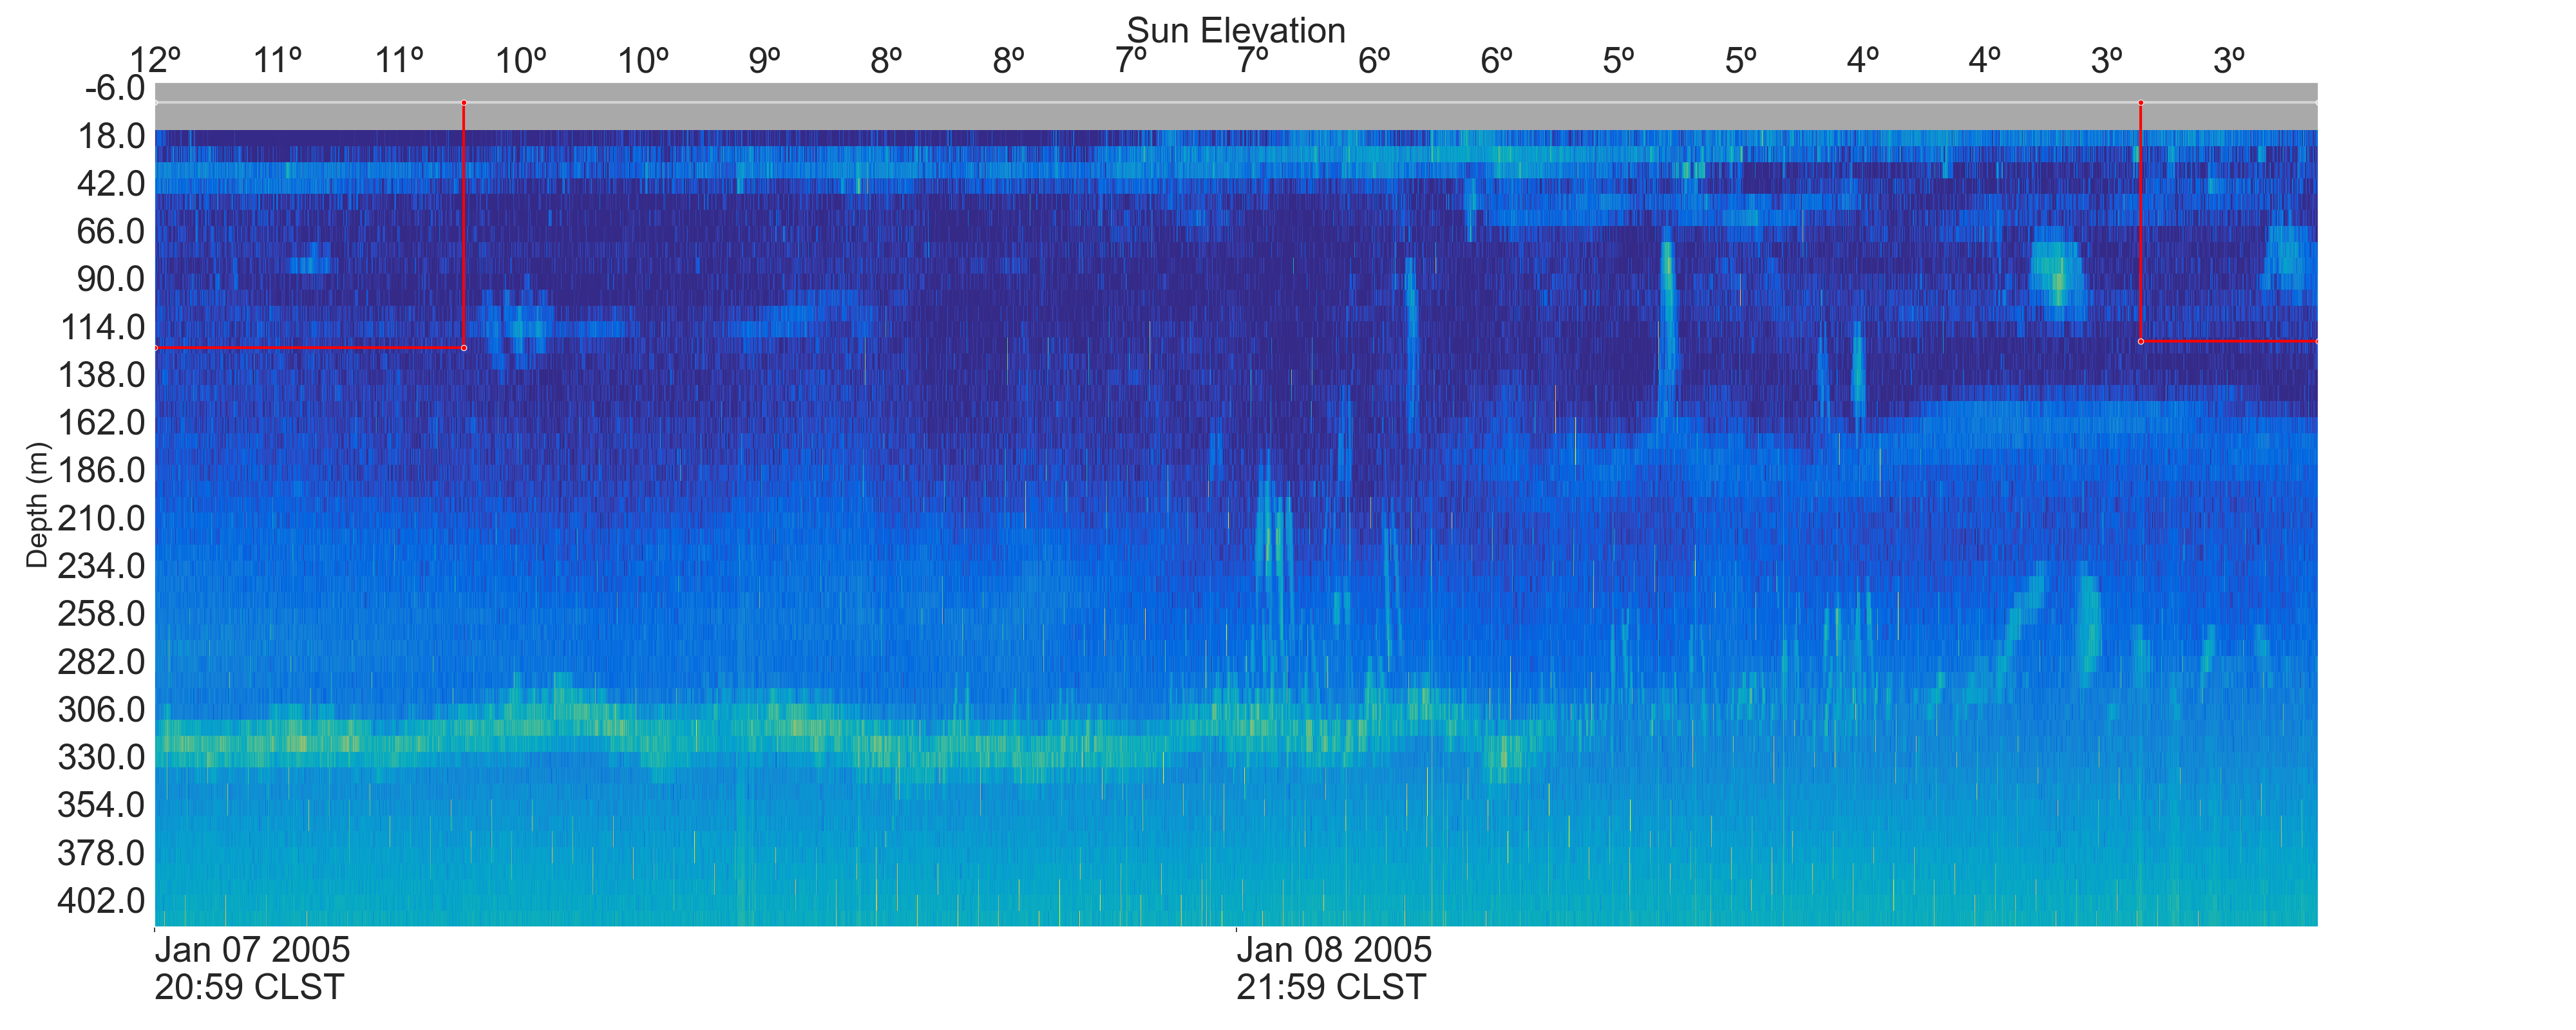 Sun Elevation
12º 11º 11º 10º 10º 9º 8º 8º 7º 7º 6º 6º 5º 5º 4º 4º 3º 3º
-6.0
18.0
42.0
66.0
90.0
114.0
138.0
162.0
186.0
210.0
234.0
258.0
282.0
306.0
330.0
354.0
378.0
402.0
Depth (m)
Jan 07 2005
20:59 CLST
Jan 08 2005
21:59 CLST